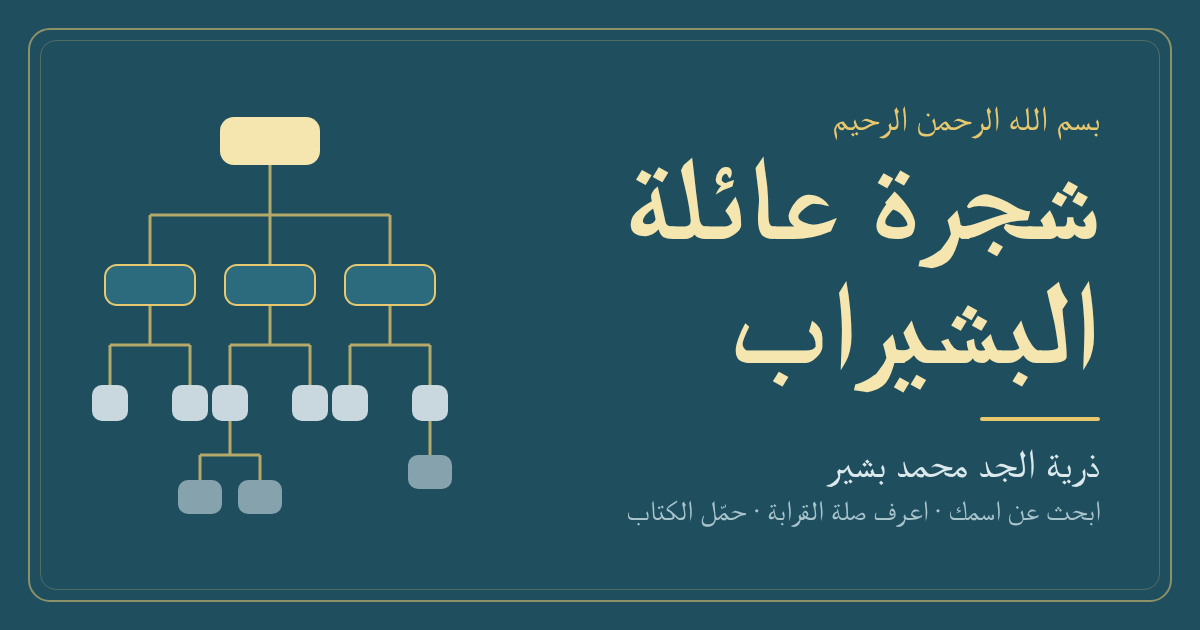 بسم الله الرحمن الرحيم
شجرة عائلة
البشيراب
ذرية الجد محمد بشير
ابحث عن اسمك · اعرف صلة القرابة · حمّل الكتاب